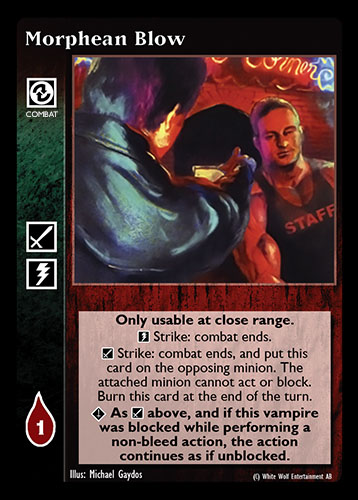 Morphean Blow
COMBAT
Corner
STAFF
Only usable at close range.
Strike: combat ends.
Strike: combat ends, and put this
card on the opposing minion. The
attached minion cannot act or block.
Burn this card at the end of the turn.
As above, and if this vampire
was blocked while performing a
non-bleed action, the action
continues as if unblocked.
1
Illus: Michael Gaydos
(C) White Wolf Entertainment AB